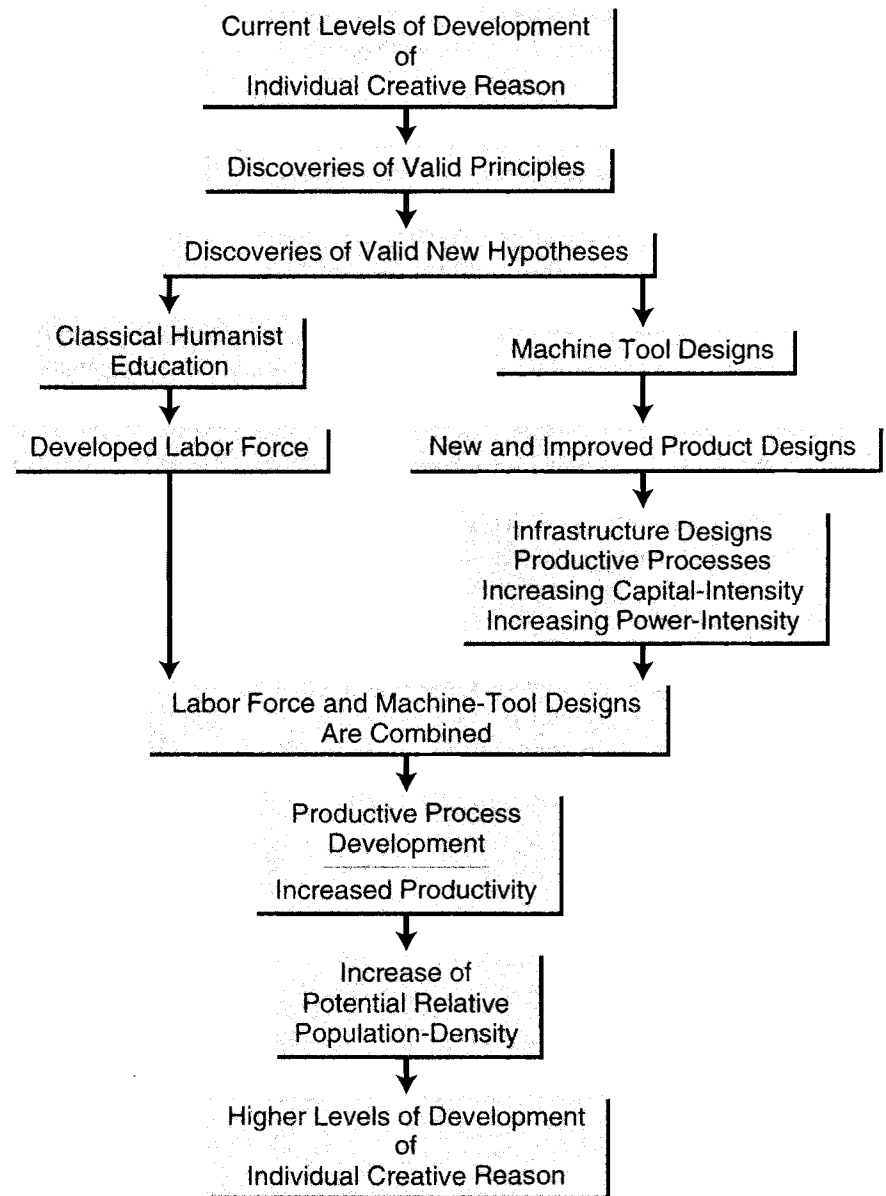 Current Levels of Development
of
Individual Creative Reason
Discoveries of Valid Principles
Discoveries of Valid New Hypotheses
Classical Humanist
Education
Developed Labor Force
Machine Tool Designs
New and Improved Product Designs
Infrastructure Designs
Productive Processes
Increasing Capital-Intensity
Increasing Power-Intensity
Labor Force and Machine-Tool Designs
Are Combined
Productive Process
Development
Increased Productivity
Increase of
Potential Relative
Population-Density
Higher Levels of Development
of
Individual Creative Reason